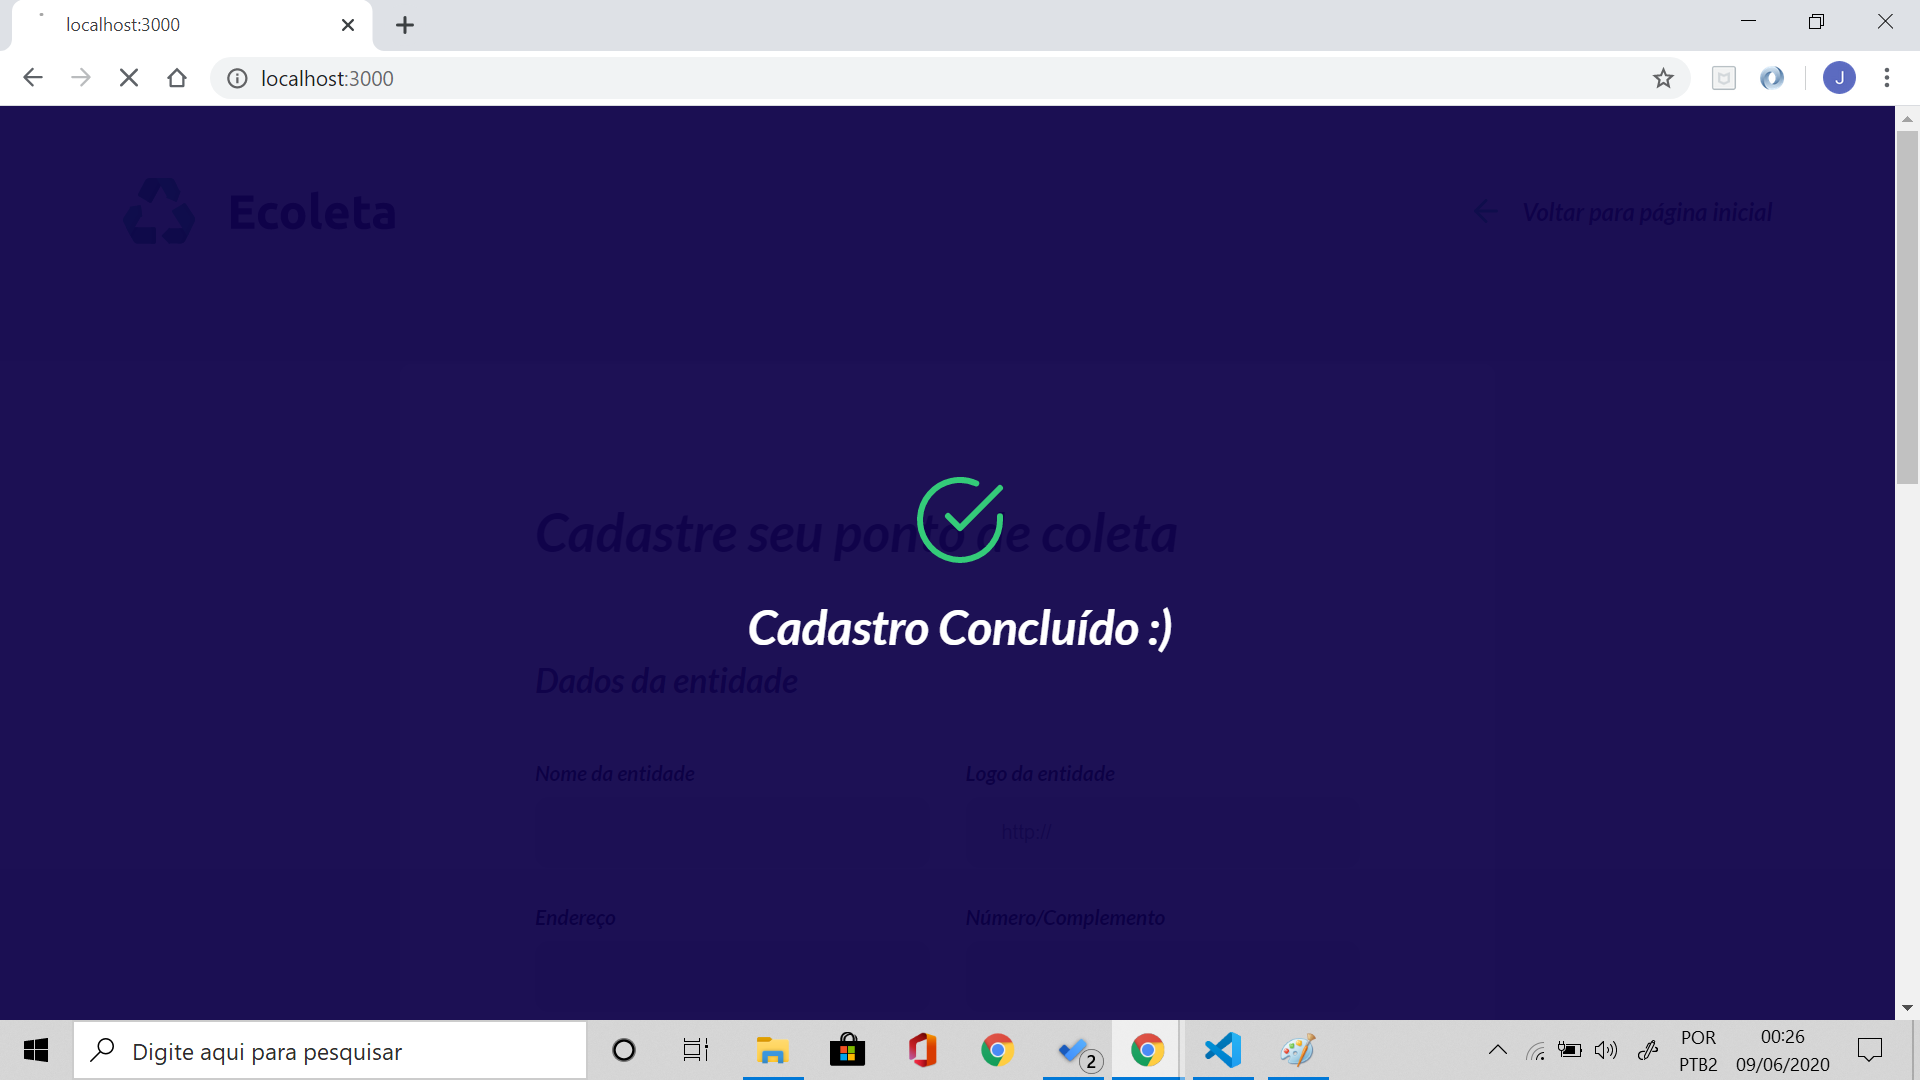 localhost:3000
localhost:3000
J
Ecoleta
Voltar para página inicial
Cadastre seu ponto de coleta
Cadastro Concluído :)
Dados da entidade
Nome da entidade
Logo da entidade
http://
Endereço
Número/Complemento
Digite aqui para pesquisar
2
POR
PTB2
00:26
09/06/2020